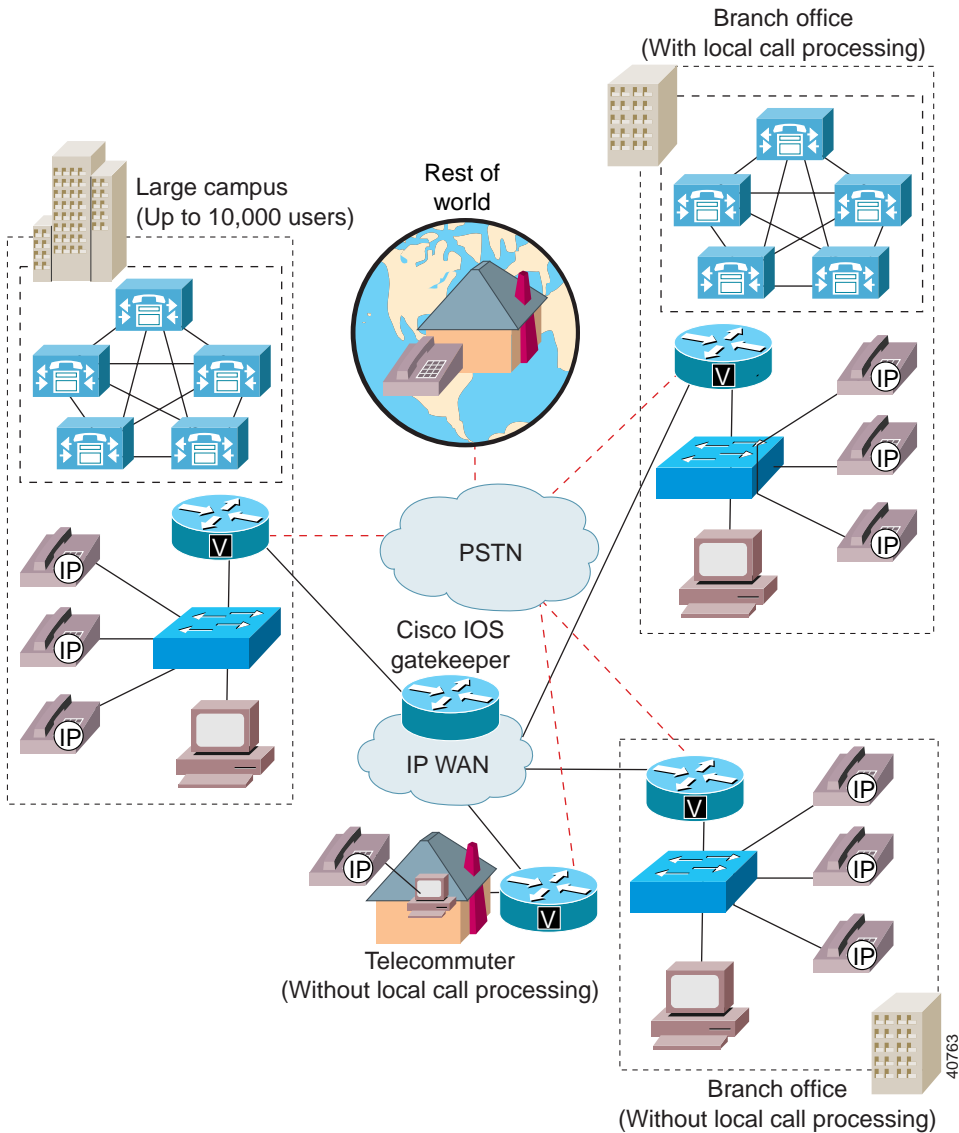 Branch office
(With local call processing)
Large campus
(Up to 10,000 users)
Rest of
world
V
IP
IP
IP
V
IP
IP
IP
PSTN
Cisco IOS
gatekeeper
IP WAN
V
IP
IP
IP
IP
V
Telecommuter
(Without local call processing)
40763
Branch office
(Without local call processing)